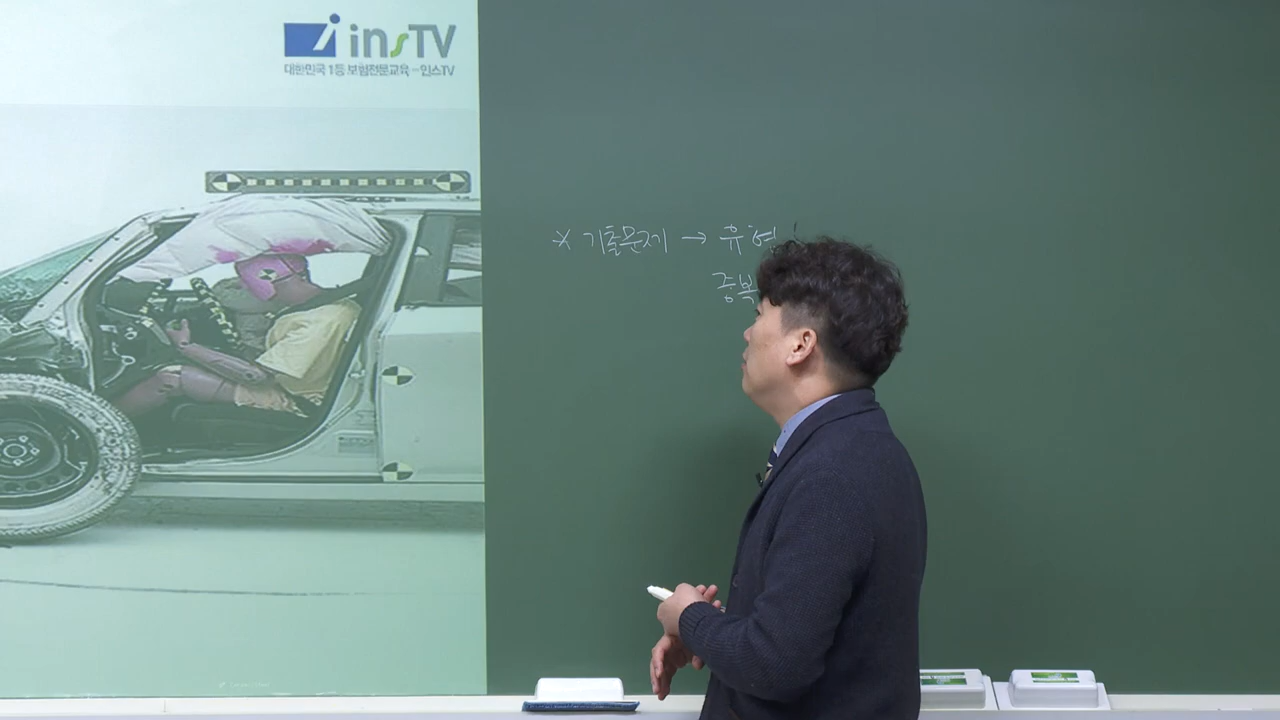 insTV
대한민국 1등 보험전문교육 - 인스TV
* 기출문제 → 유형
중복